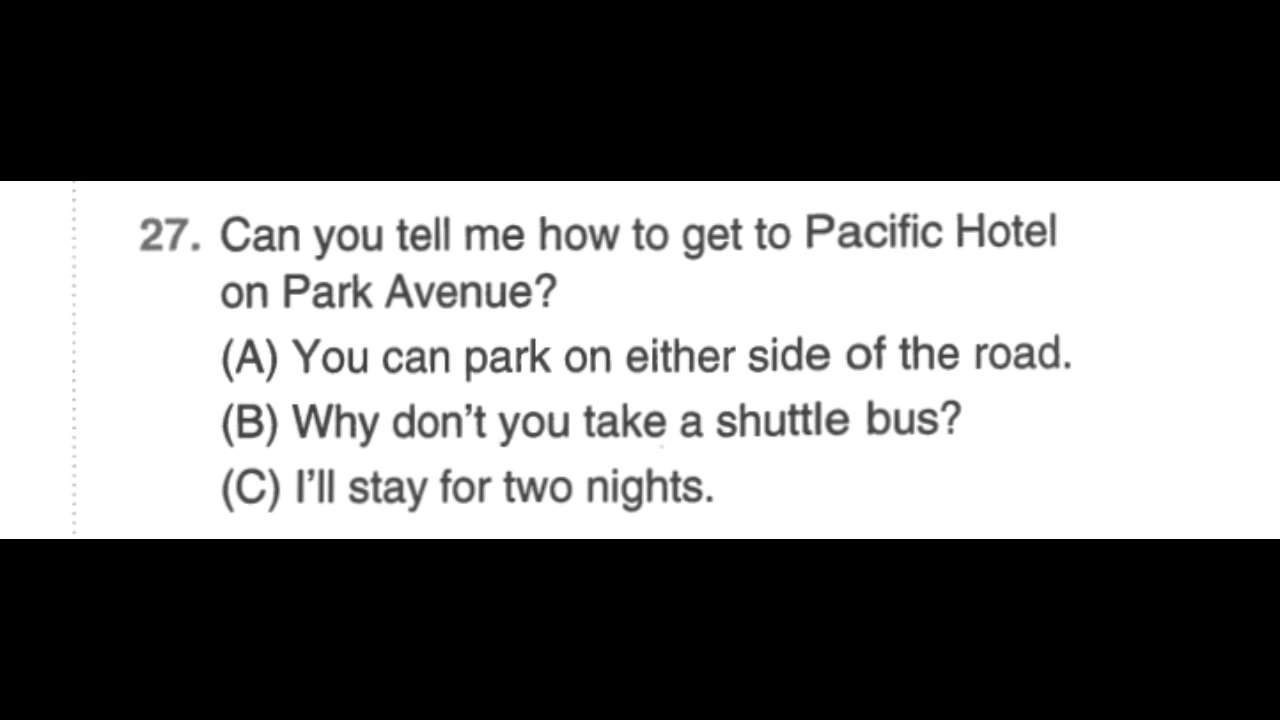 27. Can you tell me how to get to Pacific Hotel
on Park Avenue?
(A) You can park on either side of the road.
(B) Why don't you take a shuttle bus?
(C) I'll stay for two nights.